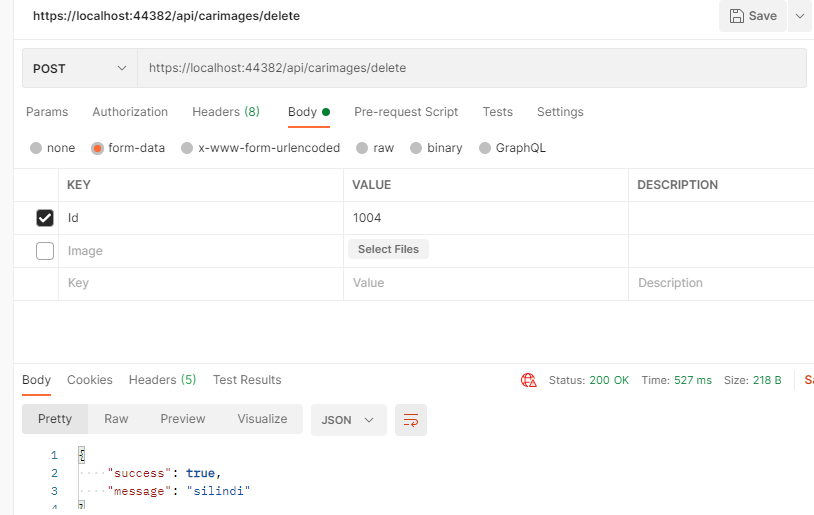 https://localhost:44382/api/carimages/delete Save
POST https://localhost:44382/api/carimages/delete
Params Authorization Headers (8) Body Pre-request Script Tests Settings
none form-data x-www-form-urlencoded raw binary GraphQL
KEY VALUE DESCRIPTION
Id 1004
Image Select Files
Key Value Description
Body Cookies Headers (5) Test Results Status: 200 OK Time: 527 ms Size: 218 B Sa
Pretty Raw Preview Visualize JSON
1 {
2 "success": true,
3 "message": "silindi"
4 }